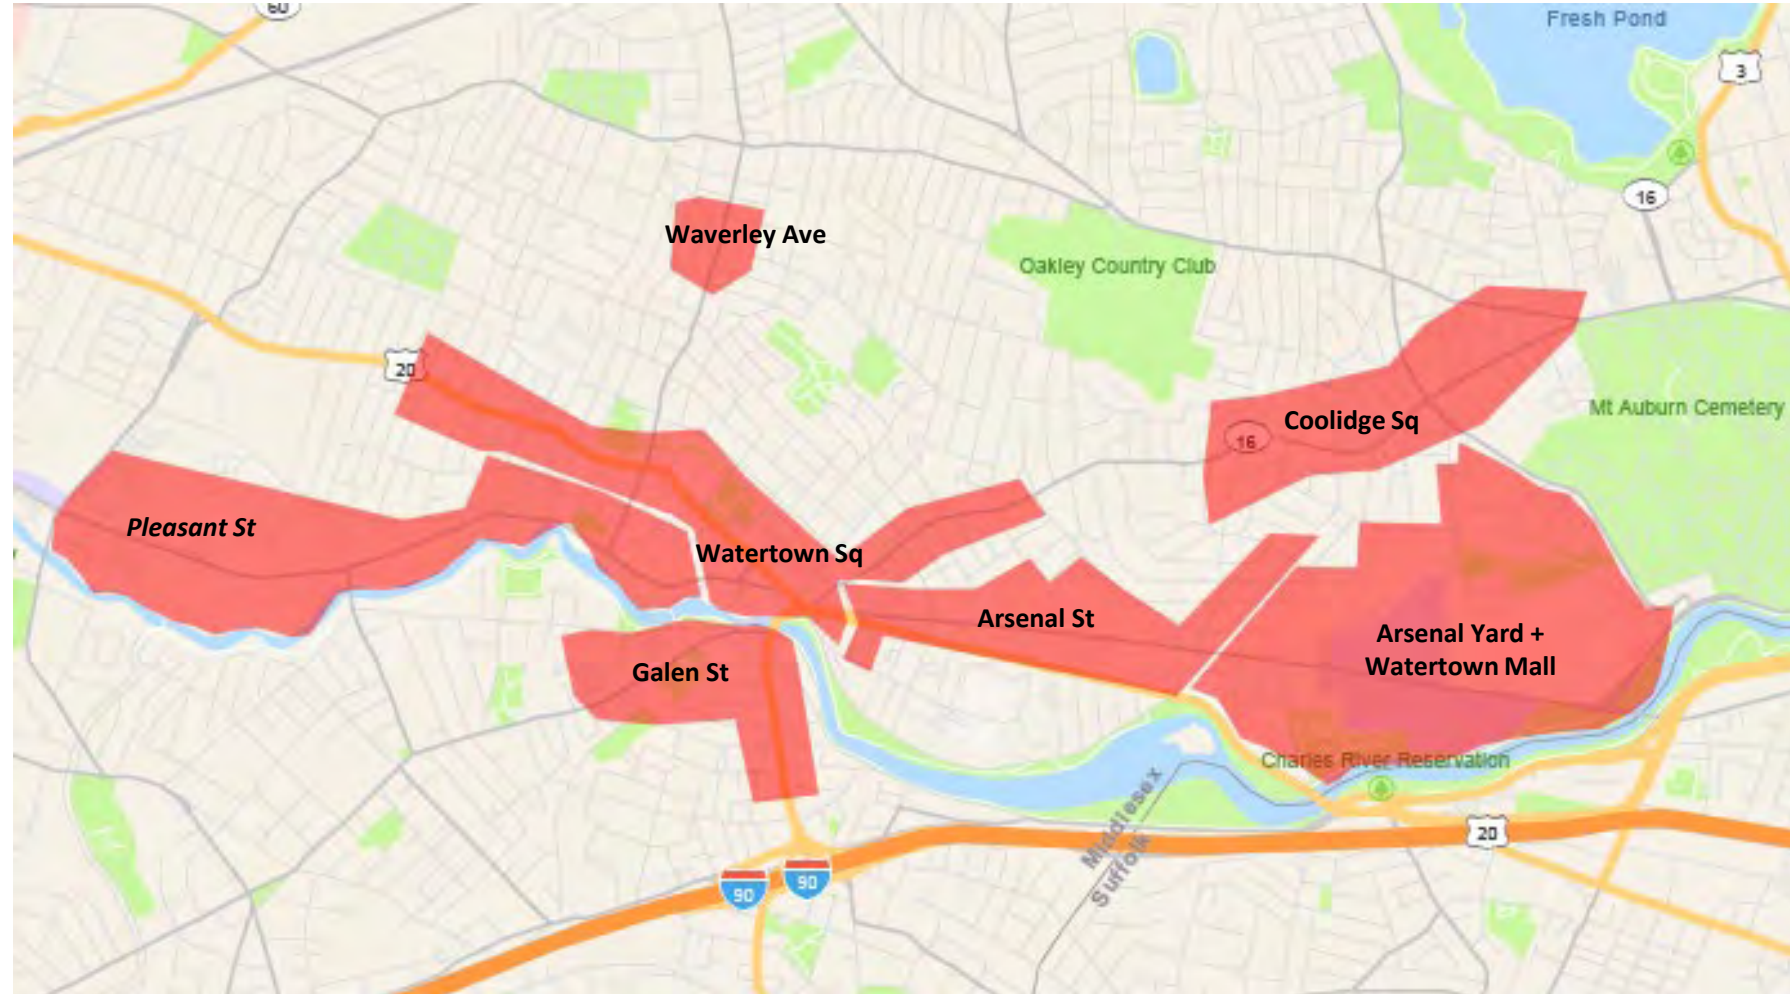 60
Fresh Pond
3
16
Waverley Ave
Oakley Country Club
20
Coolidge Sq
16
Mt Auburn Cemetery
Pleasant St
Watertown Sq
Arsenal St
Arsenal Yard +
Watertown Mall
Galen St
Charles River Reservation
Middlesex
Suffolk
20
90
90